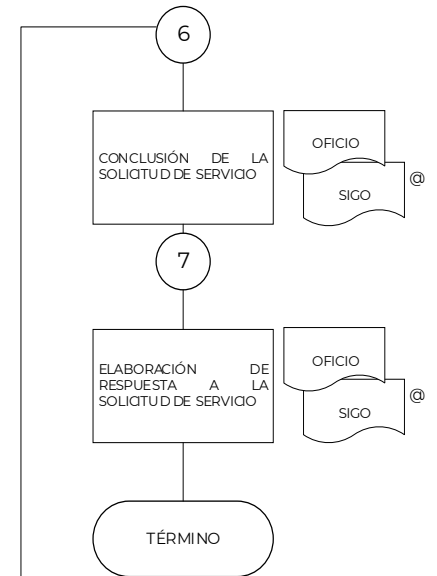 6
CONCLUSIÓN DE LA
SOLICITUD DE SERVICIO
OFICIO
SIGO
@
7
ELABORACIÓN DE
RESPUESTA A LA
SOLICITUD DE SERVICIO
OFICIO
SIGO
@
TÉRMINO